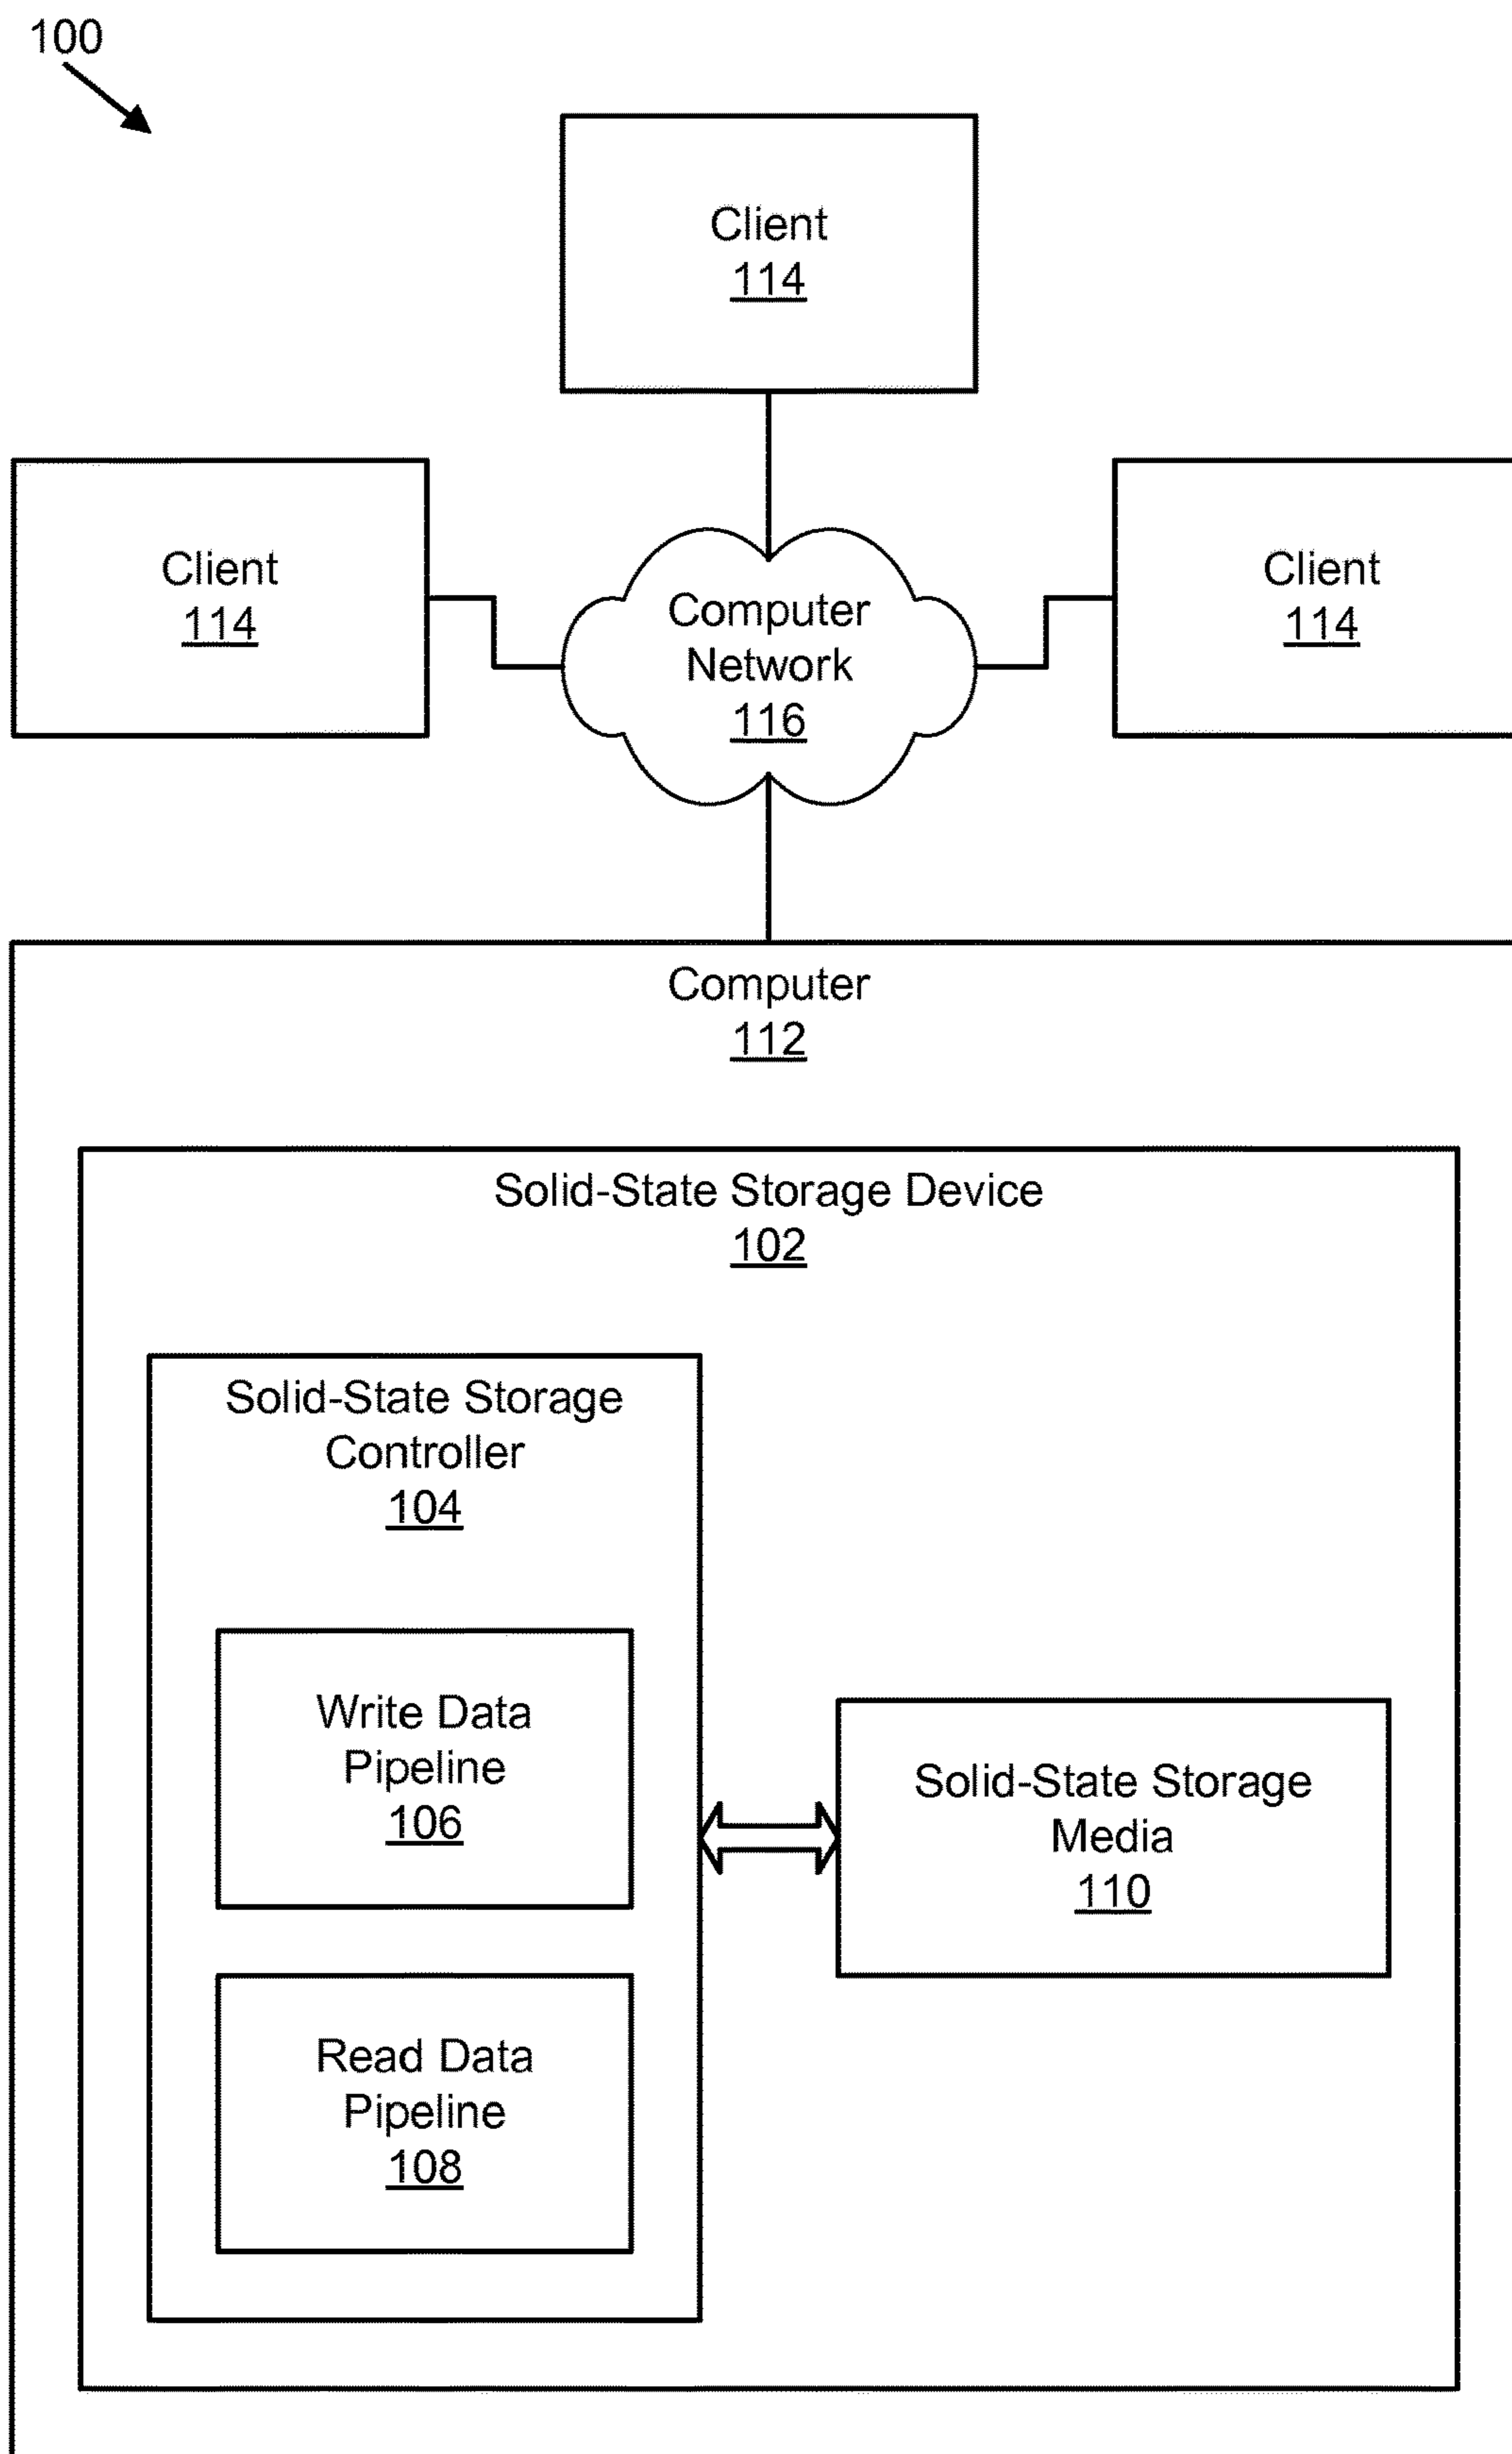 100
Client
114
Client
114
Computer
Network
116
Client
114
Computer
112
Solid-State Storage Device
102
Solid-State Storage
Controller
104
Write Data
Pipeline
106
Solid-State Storage
Media
110
Read Data
Pipeline
108